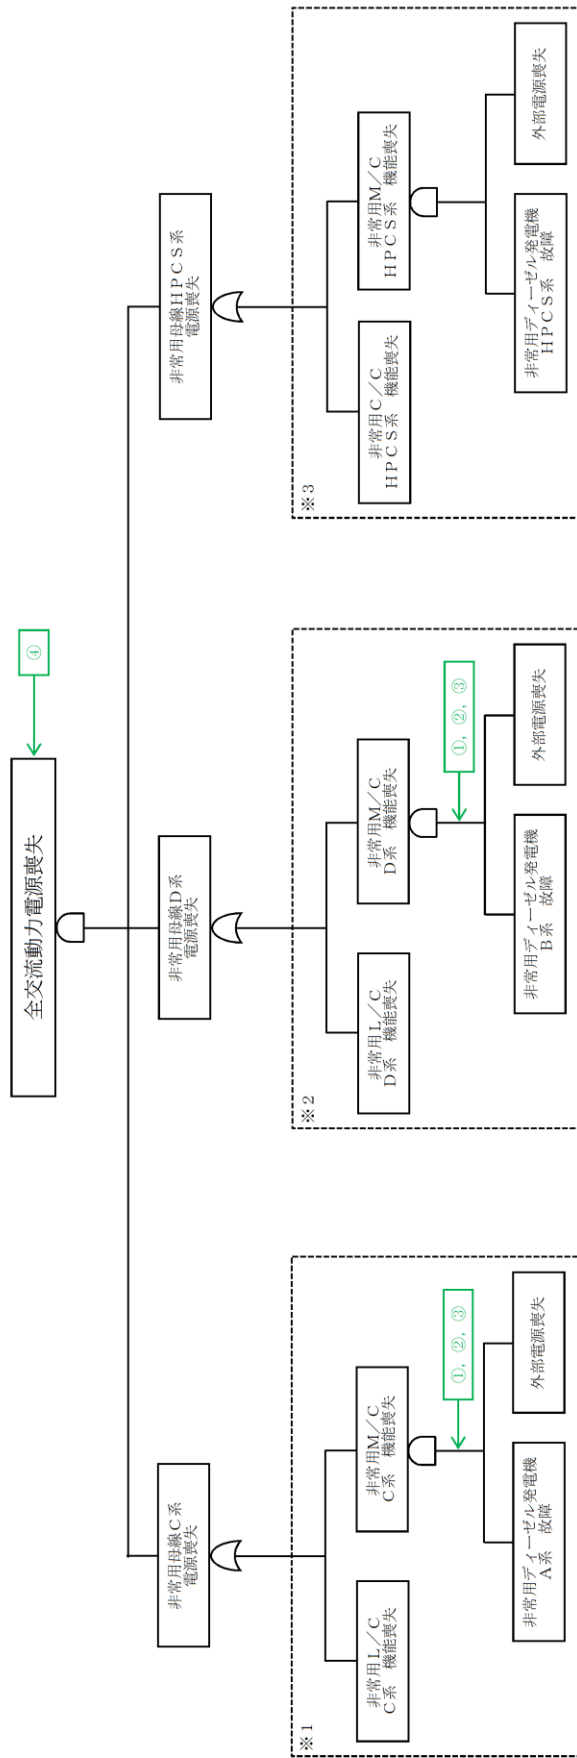 全交流動力電源喪失
④
非常用母線C系
電源喪失
非常用母線D系
電源喪失
非常用母線HPCS系
電源喪失
※1
非常用L/C
C系 機能喪失
非常用M/C
C系 機能喪失
①, ②, ③
非常用ディーゼル発電機
A系 故障
外部電源喪失
※2
非常用L/C
D系 機能喪失
非常用M/C
D系 機能喪失
①, ②, ③
非常用ディーゼル発電機
B系 故障
外部電源喪失
※3
非常用C/C
HPCS系 機能喪失
非常用M/C
HPCS系 機能喪失
非常用ディーゼル発電機
HPCS系 故障
外部電源喪失